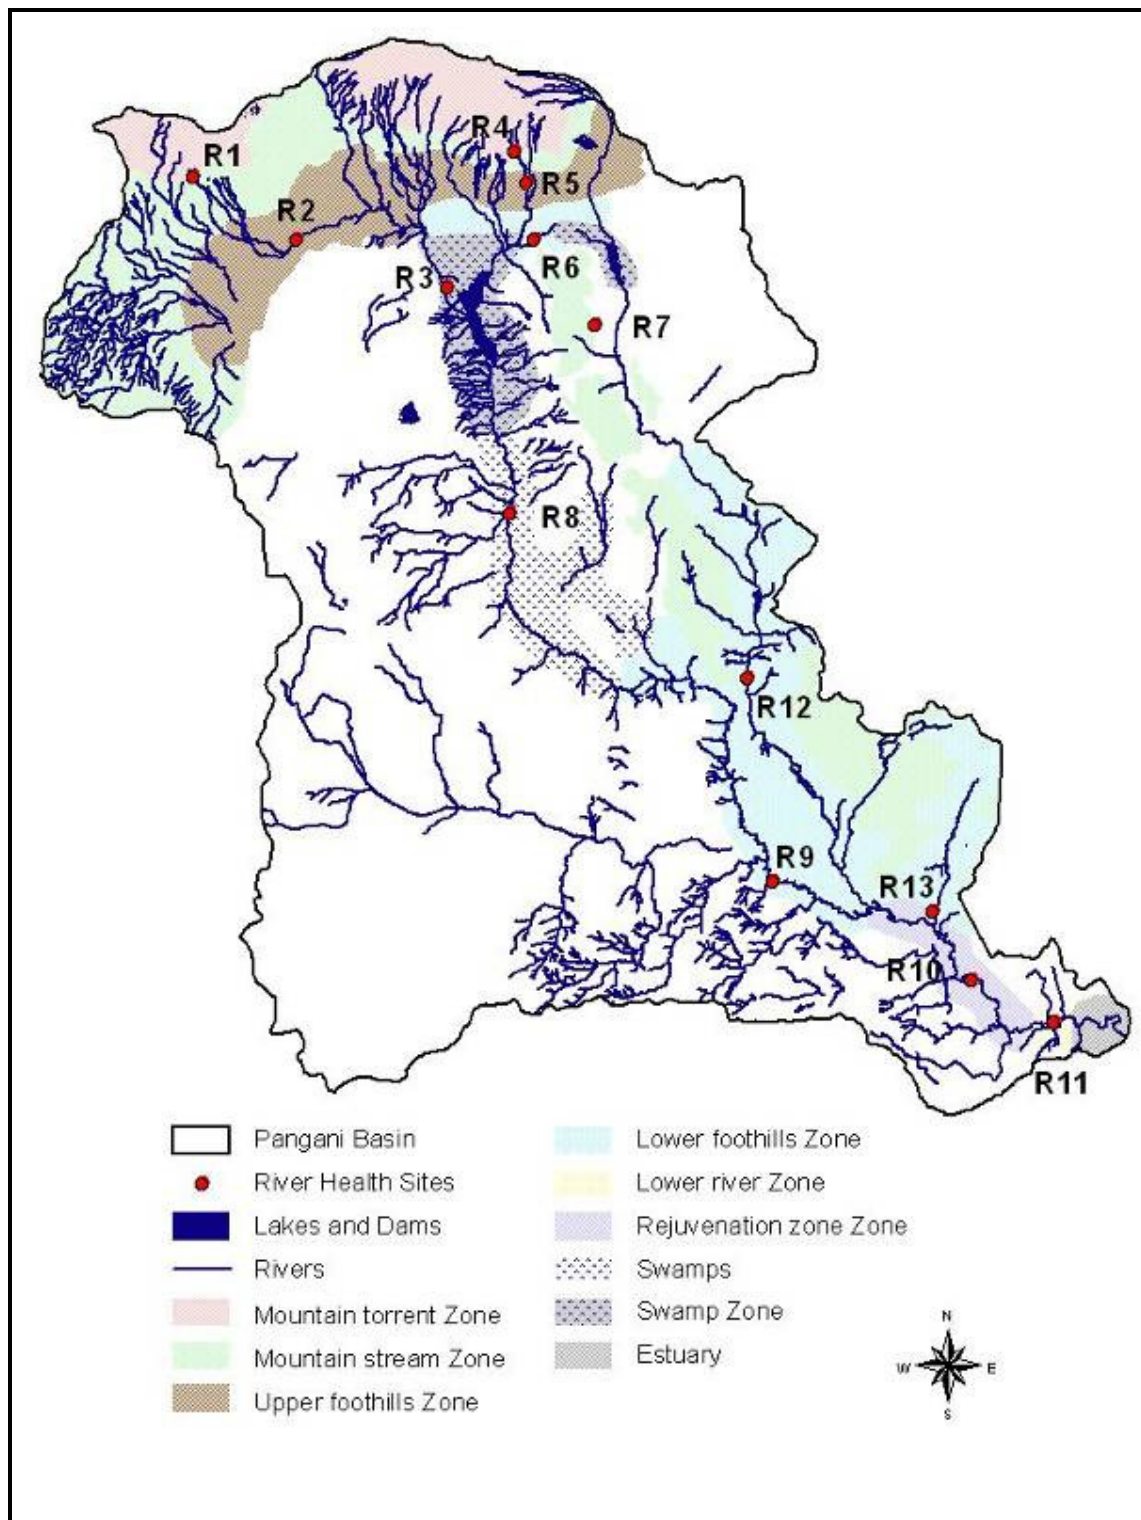 R4
R1
R5
R2
R6
R3
R7
R8
R12
R9
R13
R10
R11
Pangani Basin
River Health Sites
Lakes and Dams
Rivers
Mountain torrent Zone
Mountain stream Zone
Upper foothills Zone
Lower foothills Zone
Lower river Zone
Rejuvenation zone Zone
Swamps
Swamp Zone
Estuary
N
W E
S